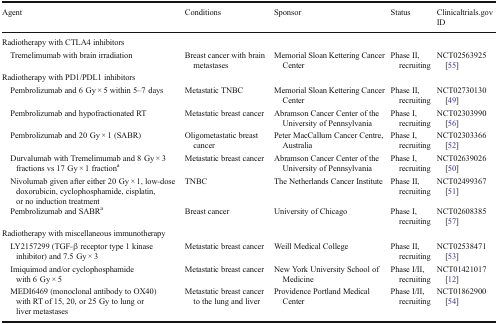 Agent Conditions Sponsor Status Clinicaltrials.gov
ID
Radiotherapy with CTLA4 inhibitors
Tremelimumab with brain irradiation Breast cancer with brain Memorial Sloan Kettering Cancer Phase II, NCT02563925
metastases Center recruiting [55]
Radiotherapy with PD1/PDL1 inhibitors
Pembrolizumab and 6 Gy × 5 within 5–7 days Metastatic TNBC Memorial Sloan Kettering Cancer Phase II, NCT02730130
Center recruiting [49]
Pembrolizumab and hypofractionated RT Metastatic breast cancer Abramson Cancer Center of the Phase I, NCT02303990
University of Pennsylvania recruiting [56]
Pembrolizumab and 20 Gy × 1 (SABR) Oligometastatic breast Peter MacCallum Cancer Centre, Phase I, NCT02303366
cancer Australia recruiting [52]
Durvalumab with Tremelimumab and 8 Gy × 3 Metastatic breast cancer Abramson Cancer Center of the Phase I, NCT02639026
fractions vs 17 Gy × 1 fractionᵃ University of Pennsylvania recruiting [50]
Nivolumab given after either 20 Gy × 1, low-dose TNBC The Netherlands Cancer Institute Phase II, NCT02499367
doxorubicin, cyclophosphamide, cisplatin, recruiting [51]
or no induction treatment
Pembrolizumab and SABRᵃ Breast cancer University of Chicago Phase I, NCT02608385
recruiting [57]
Radiotherapy with miscellaneous immunotherapy
LY2157299 (TGF-β receptor type 1 kinase Metastatic breast cancer Weill Medical College Phase II, NCT02538471
inhibitor) and 7.5 Gy × 3 recruiting [53]
Imiquimod and/or cyclophosphamide Metastatic breast cancer New York University School of Phase I/II, NCT01421017
with 6 Gy × 5 Medicine recruiting [12]
MEDI6469 (monoclonal antibody to OX40) Metastatic breast cancer Providence Portland Medical Phase I/II, NCT01862900
with RT of 15, 20, or 25 Gy to lung or to the lung and liver Center recruiting [54]
liver metastases